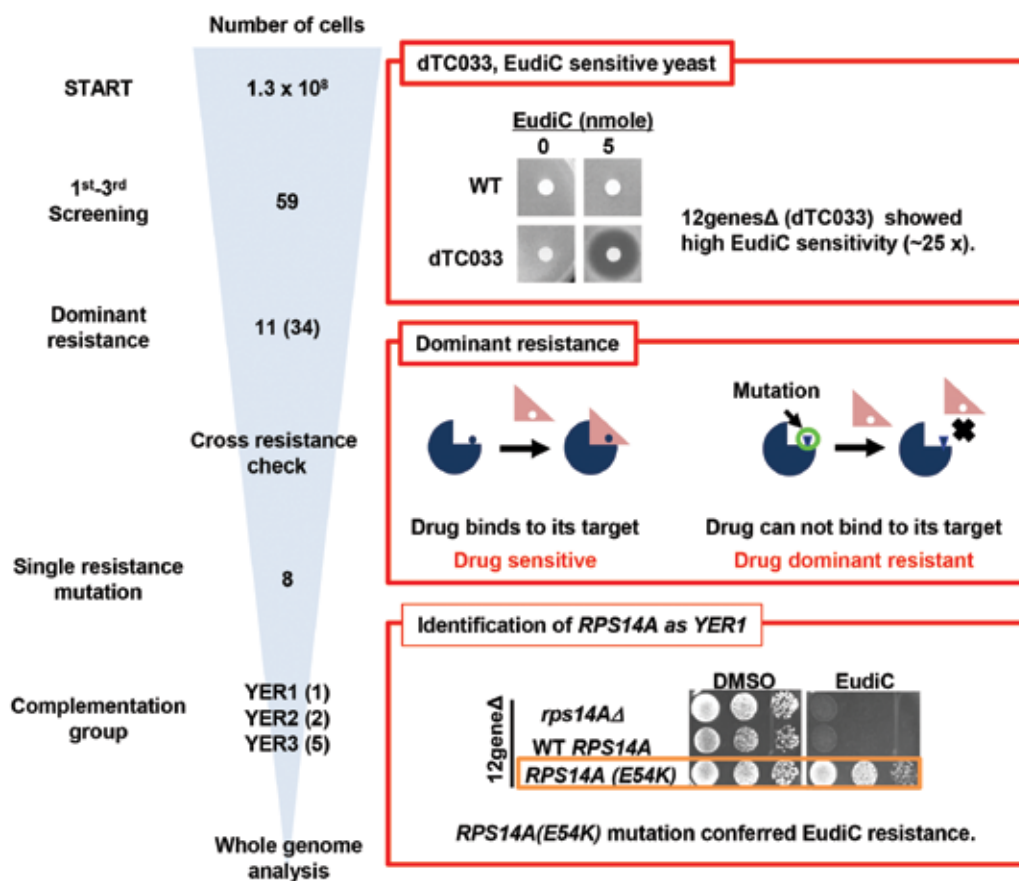 Number of cells
START
1.3 x 10⁸
1st-3rd
Screening
59
Dominant
resistance
11 (34)
Cross resistance
check
Single resistance
mutation
8
Complementation
group
YER1 (1)
YER2 (2)
YER3 (5)
Whole genome
analysis
dTC033, EudiC sensitive yeast
EudiC (nmole)
0 5
WT
dTC033
12genesΔ (dTC033) showed
high EudiC sensitivity (~25 x).
Dominant resistance
Mutation
Drug binds to its target
Drug sensitive
Drug can not bind to its target
Drug dominant resistant
Identification of RPS14A as YER1
DMSO EudiC
12geneΔ
rps14AΔ
WT RPS14A
RPS14A (E54K)
RPS14A(E54K) mutation conferred EudiC resistance.